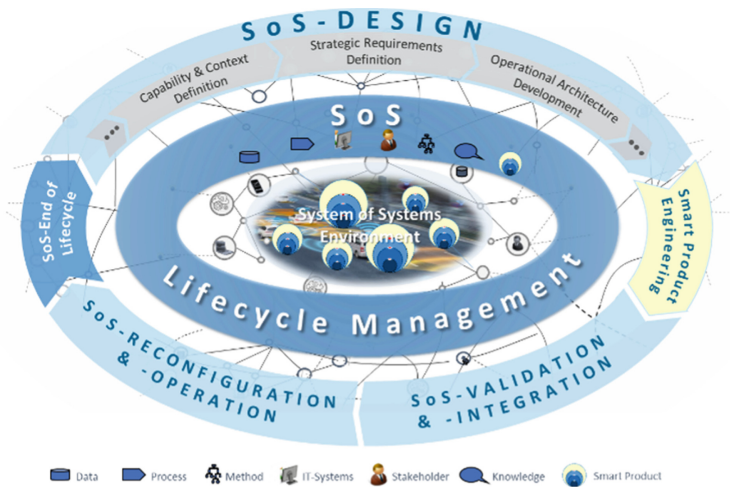 SoS-DESIGN
Capability & Context
Definition
Strategic Requirements
Definition
Operational Architecture
Development
SoS
System of Systems
Environment
Lifecycle Management
SoS-End of
Lifecycle
Smart Product
Engineering
SoS-RECONFIGURATION
& -OPERATION
SoS-VALIDATION
& -INTEGRATION
Data
Process
Method
IT-Systems
Stakeholder
Knowledge
Smart Product